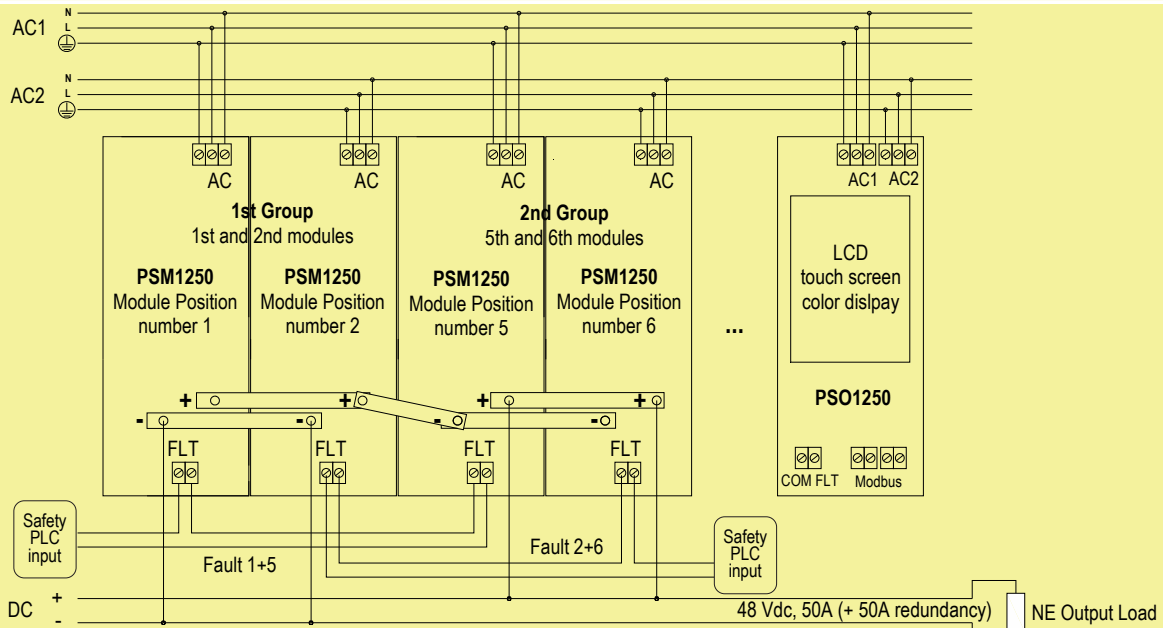 N
AC1 L
N
AC2 L
AC AC AC AC AC1 AC2
1st Group
1st and 2nd modules
2nd Group
5th and 6th modules
PSM1250
Module Position
number 1
PSM1250
Module Position
number 2
PSM1250
Module Position
number 5
PSM1250
Module Position
number 6
...
LCD
touch screen
color dislpay
PSO1250
+ + + +
- - - -
FLT FLT FLT FLT
COM FLT Modbus
Safety
PLC
input
Fault 1+5
Fault 2+6
Safety
PLC
input
DC + -
48 Vdc, 50A (+ 50A redundancy)
NE Output Load